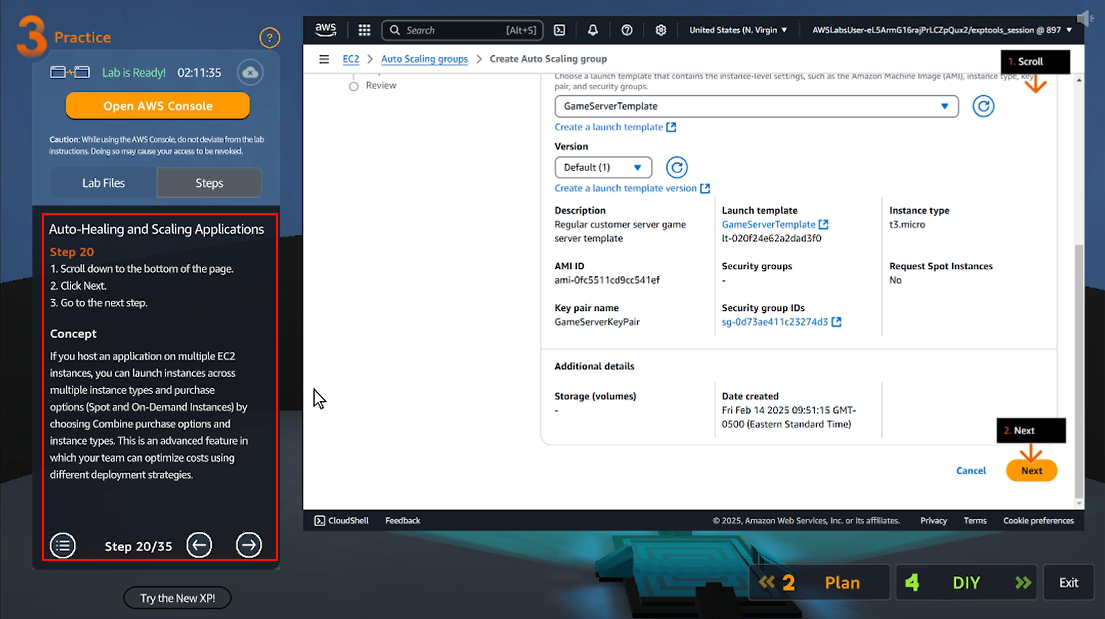 3 Practice
?
Lab is Ready! 02:11:35
Open AWS Console
Caution: While using the AWS Console, do not deviate from the lab
instructions. Doing so may cause your access to be revoked.
Lab Files
Steps
Auto-Healing and Scaling Applications
Step 20
1. Scroll down to the bottom of the page.
2. Click Next.
3. Go to the next step.
Concept
If you host an application on multiple EC2
instances, you can launch instances across
multiple instance types and purchase
options (Spot and On-Demand Instances) by
choosing Combine purchase options and
instance types. This is an advanced feature in
which your team can optimize costs using
different deployment strategies.
Step 20/35
Try the New XP!
aws
Search
[Alt+S]
United States (N. Virgin
AWSLabsUser-eL5ArmG16rajPrLCZpQux2/exptools_session @ 897
EC2 > Auto Scaling groups > Create Auto Scaling group
1. Scroll
Review
Choose a launch template that contains the instance-level settings, such as the Amazon Machine Image (AMI), instance type, key
pair, and security groups.
GameServerTemplate
Create a launch template
Version
Default (1)
Create a launch template version
Description
Regular customer server game
server template
Launch template
GameServerTemplate
lt-020f24e62a2dad3f0
Instance type
t3.micro
AMI ID
ami-0fc5511cd9cc541ef
Security groups
-
Request Spot Instances
No
Key pair name
GameServerKeyPair
Security group IDs
sg-0d73ae411c23274d3
Additional details
Storage (volumes)
-
Date created
Fri Feb 14 2025 09:51:15 GMT-
0500 (Eastern Standard Time)
2. Next
Cancel
Next
CloudShell
Feedback
© 2025, Amazon Web Services, Inc. or its affiliates.
Privacy
Terms
Cookie preferences
2 Plan
4 DIY
Exit